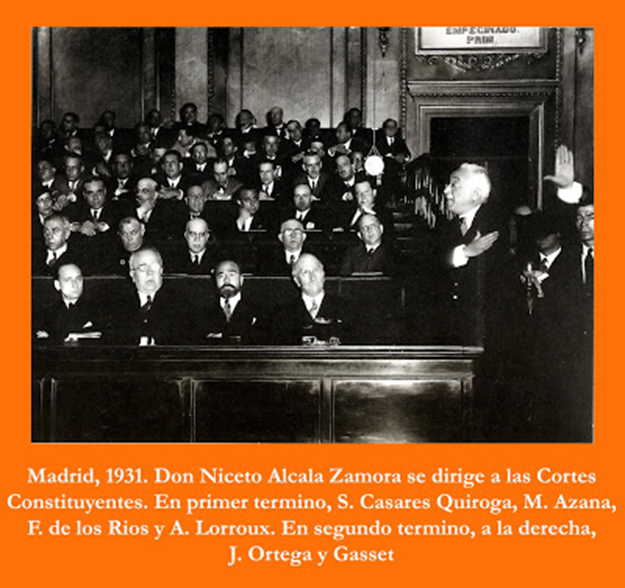 EMPECINADO.
PRIM.
Madrid, 1931. Don Niceto Alcala Zamora se dirige a las Cortes
Constituyentes. En primer termino, S. Casares Quiroga, M. Azana,
F. de los Rios y A. Lorroux. En segundo termino, a la derecha,
J. Ortega y Gasset